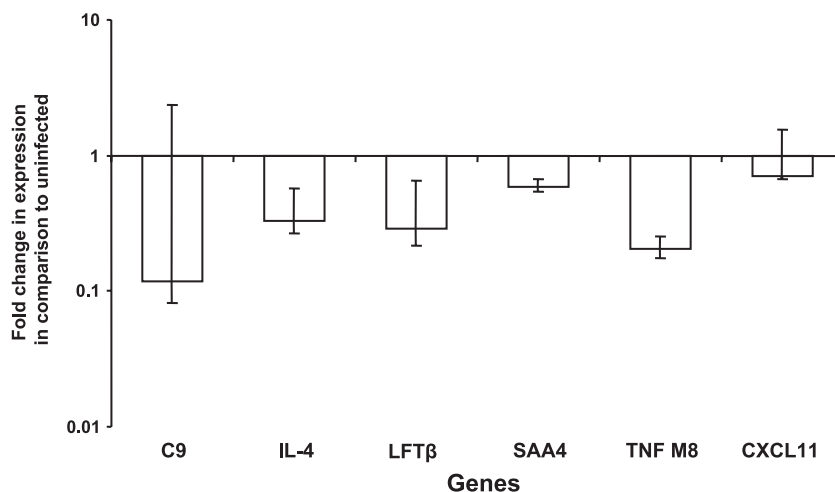 Fold change in expression
in comparison to uninfected
10
1
0.1
0.01
C9 IL-4 LFTβ SAA4 TNF M8 CXCL11
Genes